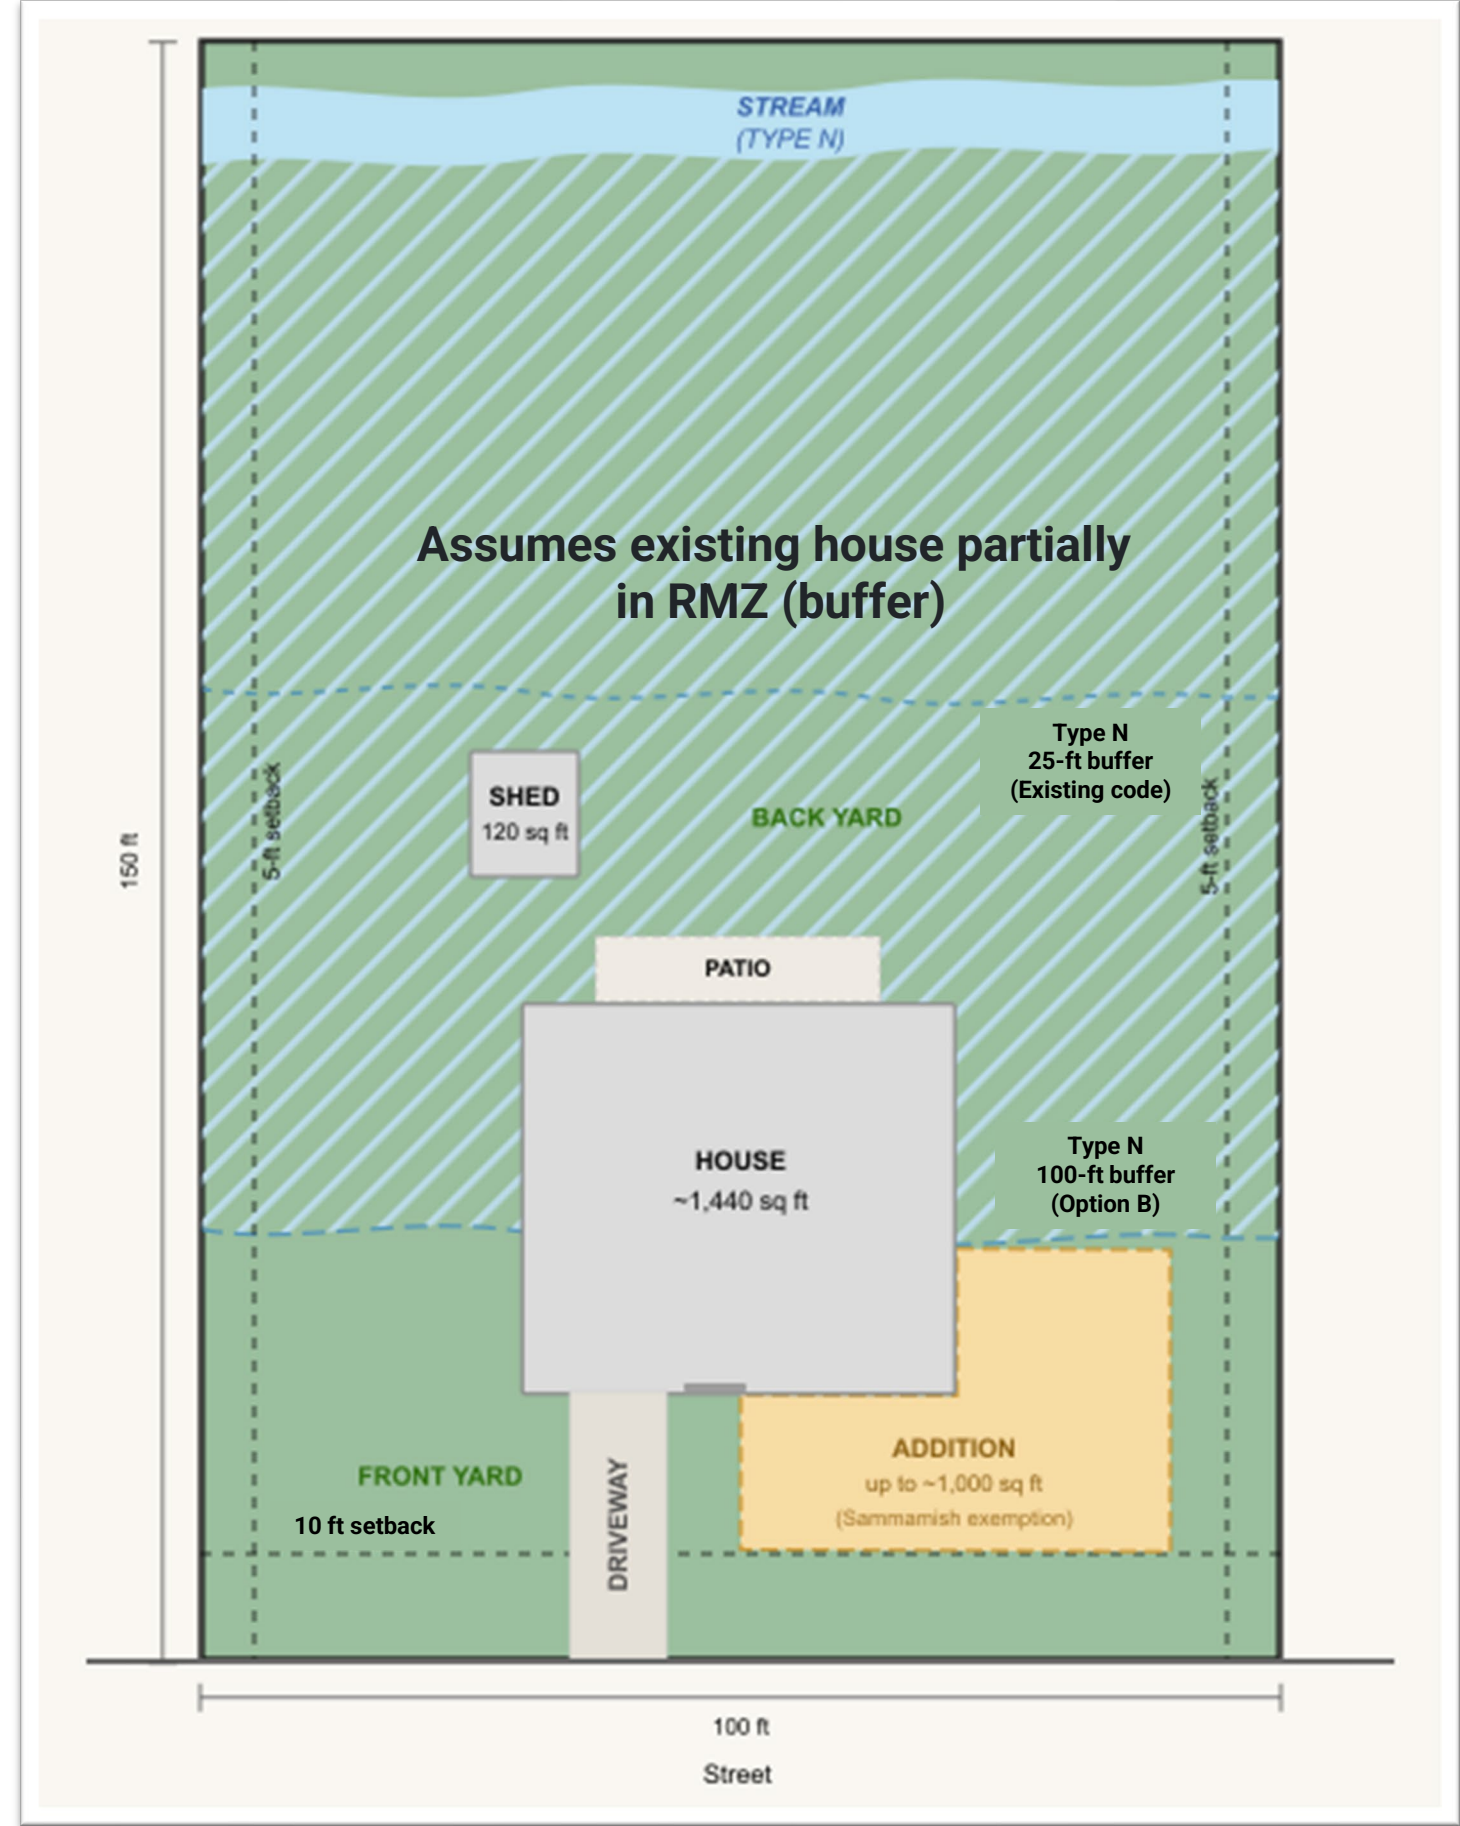 STREAM
(TYPE N)
Assumes existing house partially
in RMZ (buffer)
Type N
25-ft buffer
(Existing code)
5-ft setback
SHED
120 sq ft
BACK YARD
5-ft setback
150 ft
PATIO
HOUSE
~1,440 sq ft
Type N
100-ft buffer
(Option B)
ADDITION
up to ~1,000 sq ft
(Sammamish exemption)
FRONT YARD
10 ft setback
DRIVEWAY
100 ft
Street